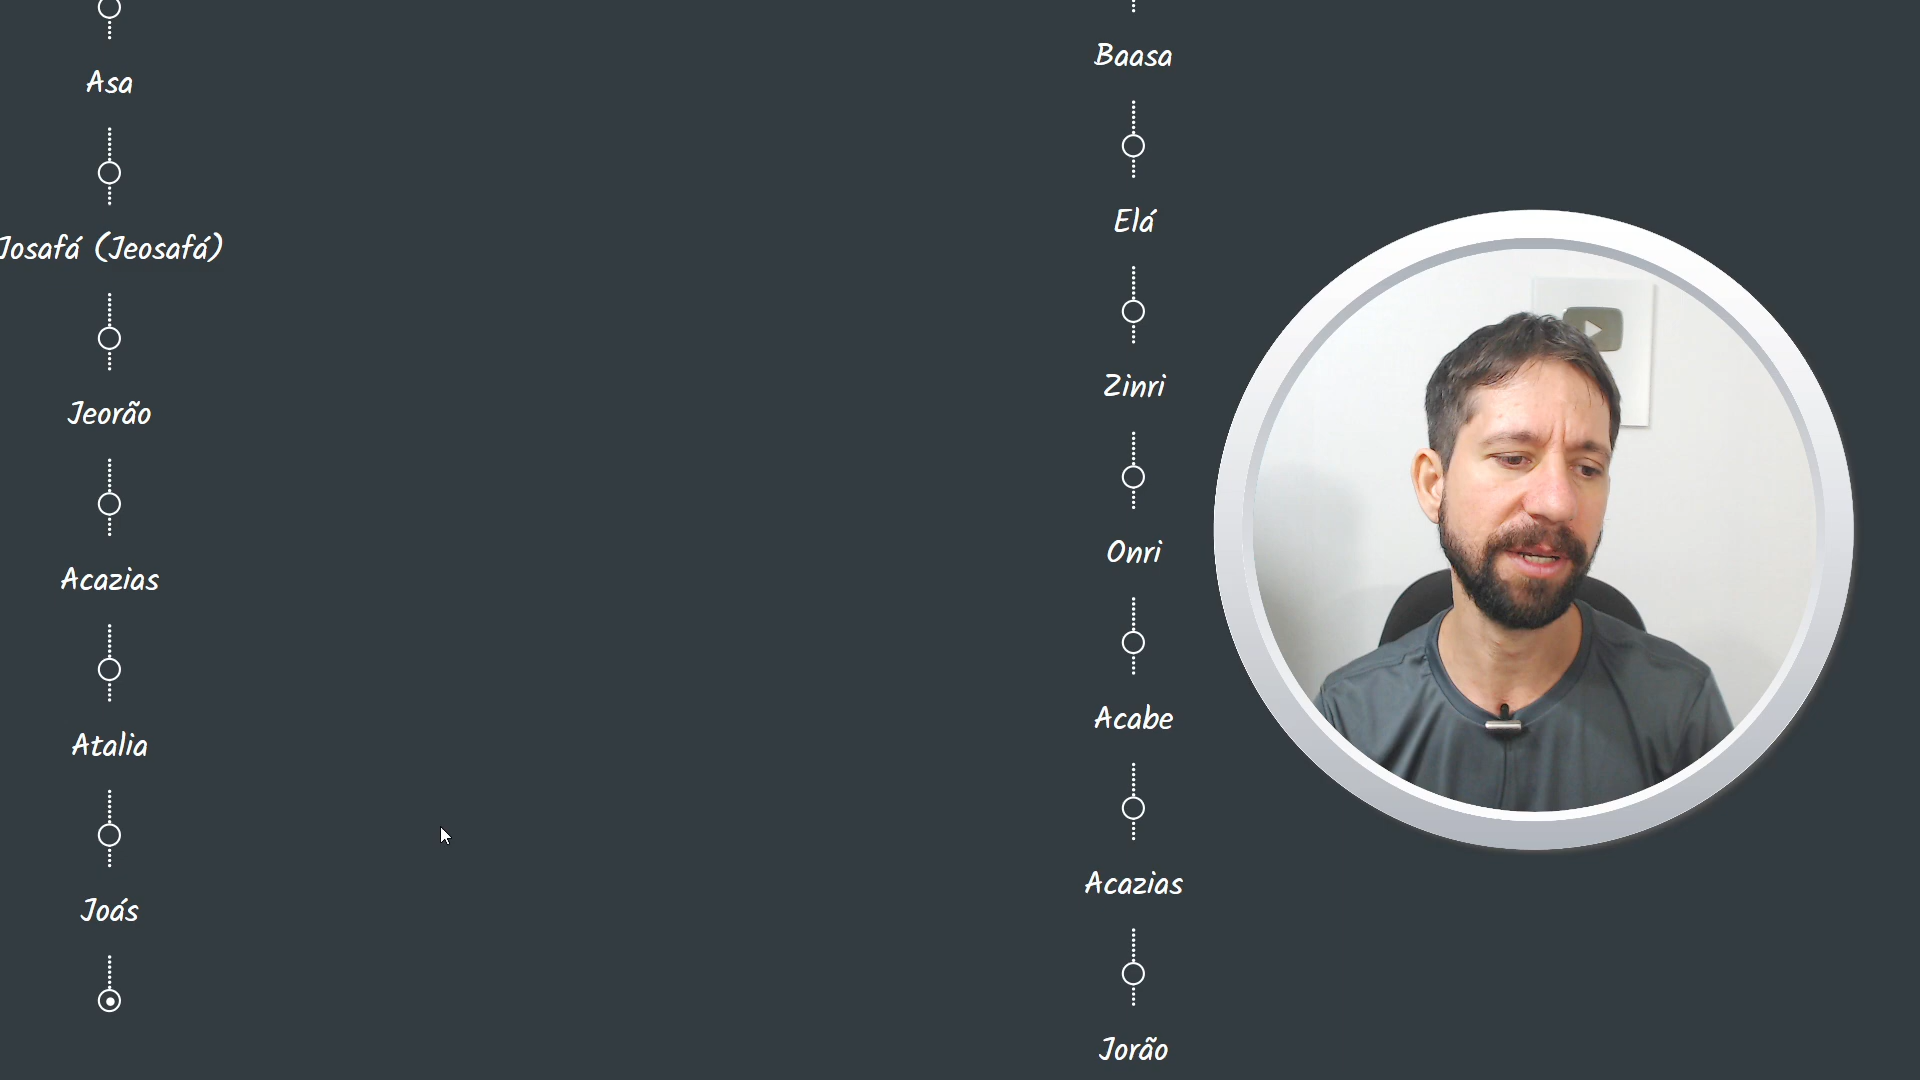 Asa
Josafá (Jeosafá)
Jeorão
Acazias
Atalia
Joás
Baasa
Elá
Zinri
Onri
Acabe
Acazias
Jorão